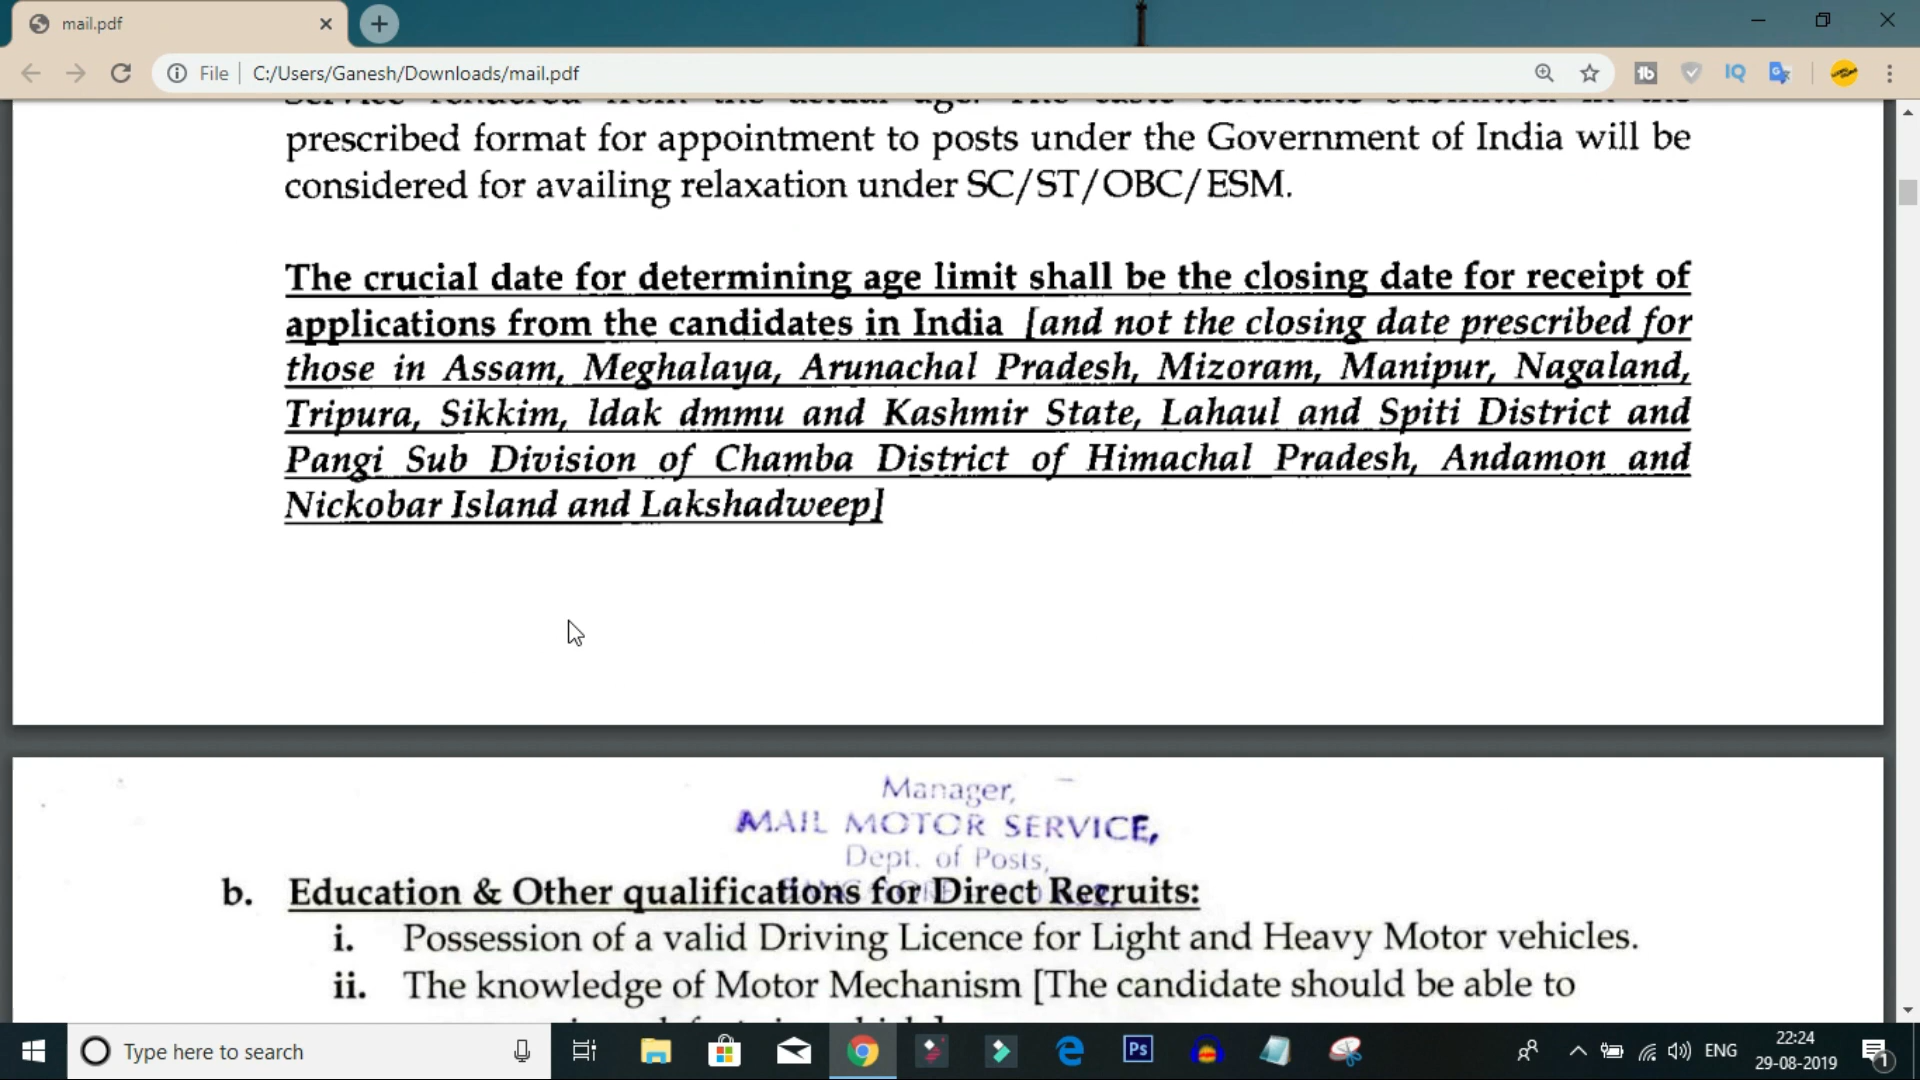 mail.pdf
File
C:/Users/Ganesh/Downloads/mail.pdf
prescribed format for appointment to posts under the Government of India will be
considered for availing relaxation under SC/ST/OBC/ESM.
The crucial date for determining age limit shall be the closing date for receipt of
applications from the candidates in India [and not the closing date prescribed for
those in Assam, Meghalaya, Arunachal Pradesh, Mizoram, Manipur, Nagaland,
Tripura, Sikkim, ldak dmmu and Kashmir State, Lahaul and Spiti District and
Pangi Sub Division of Chamba District of Himachal Pradesh, Andamon and
Nickobar Island and Lakshadweep]
Manager,
MAIL MOTOR SERVICE,
Dept. of Posts,
b. Education & Other qualifications for Direct Recruits:
i. Possession of a valid Driving Licence for Light and Heavy Motor vehicles.
ii. The knowledge of Motor Mechanism [The candidate should be able to
Type here to search
Ps
ENG
22:24
29-08-2019
1
tb
IQ